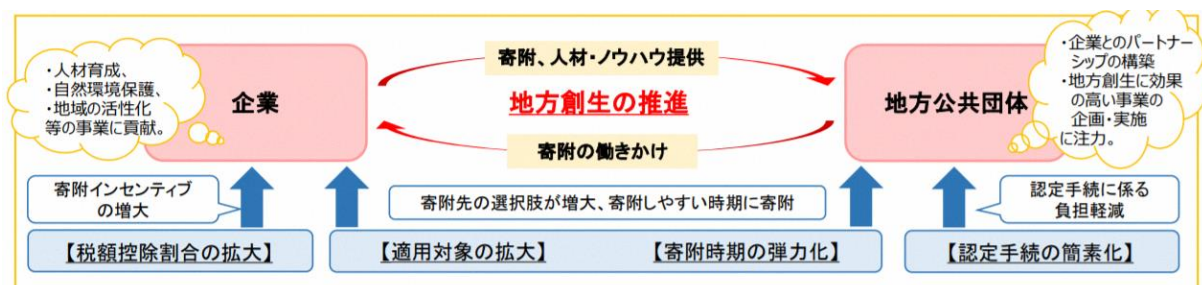 ・人材育成、
・自然環境保護、
・地域の活性化
等の事業に貢献。
企業
寄附、人材・ノウハウ提供
地方創生の推進
寄附の働きかけ
地方公共団体
・企業とのパートナー
シップの構築
・地方創生に効果
の高い事業の
企画・実施
に注力。
寄附インセンティブ
の増大
寄附先の選択肢が増大、寄附しやすい時期に寄附
認定手続に係る
負担軽減
【税額控除割合の拡大】
【適用対象の拡大】
【寄附時期の弾力化】
【認定手続の簡素化】